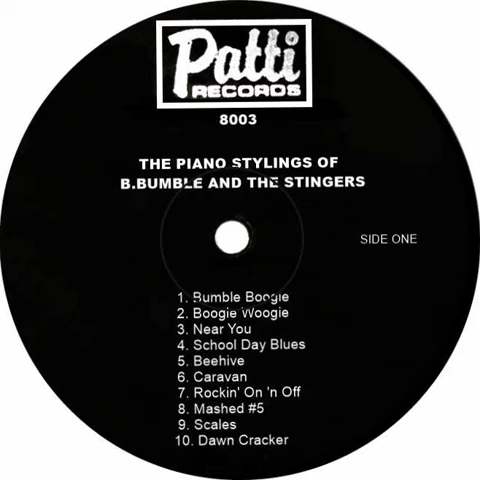 Patti
RECORDS
8003
THE PIANO STYLINGS OF
B.BUMBLE AND THE STINGERS
SIDE ONE
1. Bumble Boogie
2. Boogie Woogie
3. Near You
4. School Day Blues
5. Beehive
6. Caravan
7. Rockin' On 'n Off
8. Mashed #5
9. Scales
10. Dawn Cracker